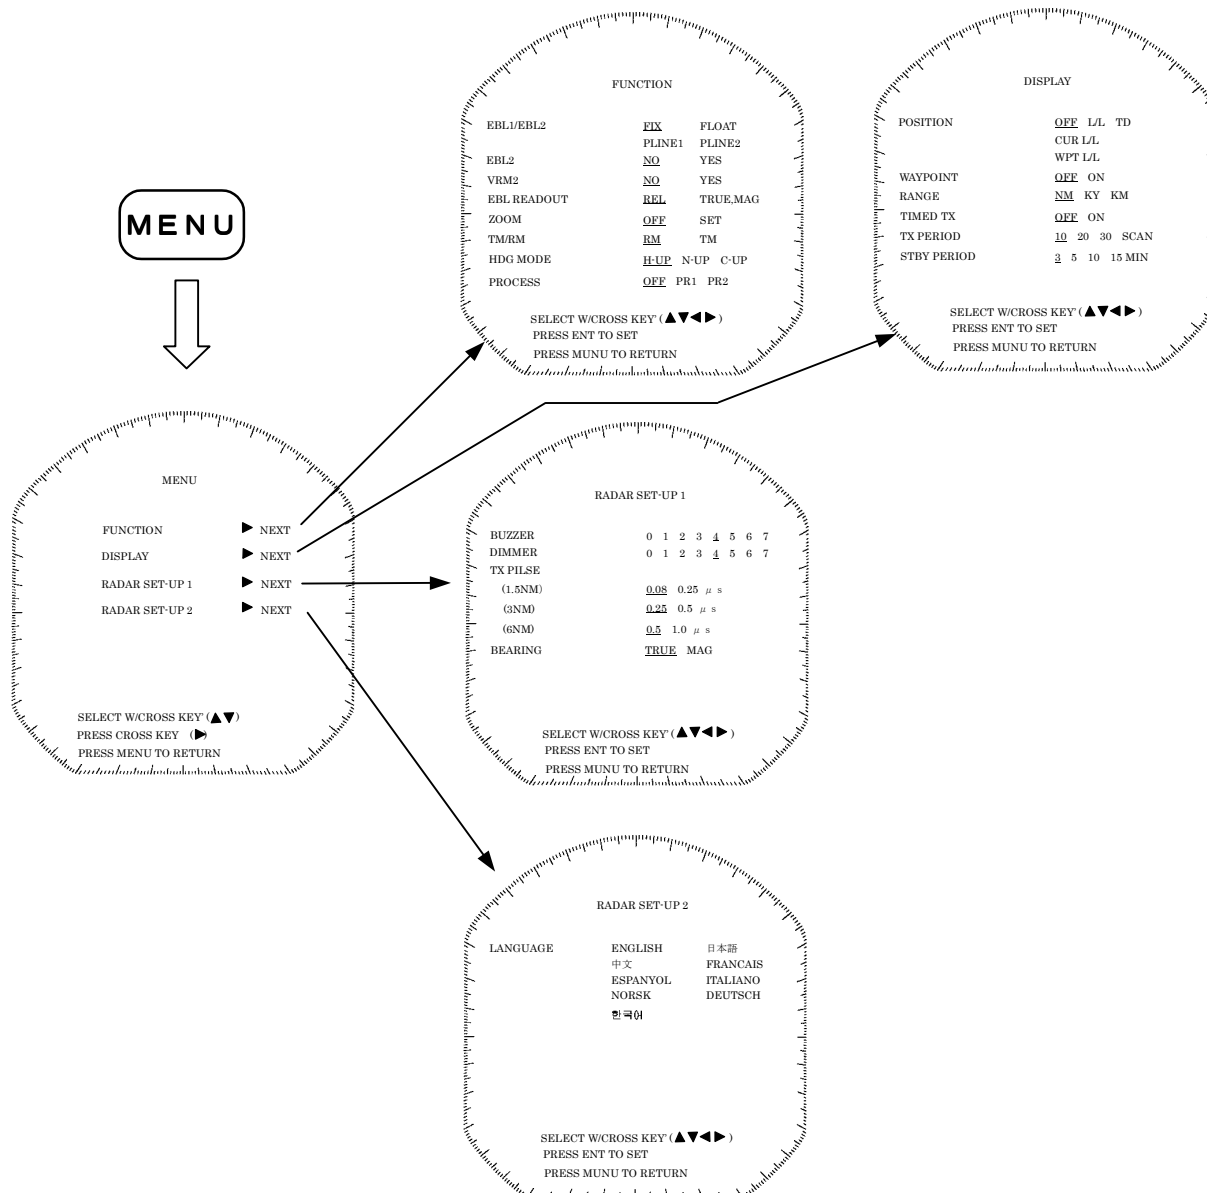 MENU
MENU
FUNCTION ▶ NEXT
DISPLAY ▶ NEXT
RADAR SET-UP 1 ▶ NEXT
RADAR SET-UP 2 ▶ NEXT
SELECT W/CROSS KEY'(▲▼)
PRESS CROSS KEY (▶)
PRESS MENU TO RETURN
FUNCTION
EBL1/EBL2 FIX FLOAT
PLINE1 PLINE2
EBL2 NO YES
VRM2 NO YES
EBL READOUT REL TRUE,MAG
ZOOM OFF SET
TM/RM RM TM
HDG MODE H-UP N-UP C-UP
PROCESS OFF PR1 PR2
SELECT W/CROSS KEY'(▲▼◀▶)
PRESS ENT TO SET
PRESS MUNU TO RETURN
DISPLAY
POSITION OFF L/L TD
CUR L/L
WPT L/L
WAYPOINT OFF ON
RANGE NM KY KM
TIMED TX OFF ON
TX PERIOD 10 20 30 SCAN
STBY PERIOD 3 5 10 15 MIN
SELECT W/CROSS KEY'(▲▼◀▶)
PRESS ENT TO SET
PRESS MUNU TO RETURN
RADAR SET-UP 1
BUZZER 0 1 2 3 4 5 6 7
DIMMER 0 1 2 3 4 5 6 7
TX PILSE
(1.5NM) 0.08 0.25 μ s
(3NM) 0.25 0.5 μ s
(6NM) 0.5 1.0 μ s
BEARING TRUE MAG
SELECT W/CROSS KEY'(▲▼◀▶)
PRESS ENT TO SET
PRESS MUNU TO RETURN
RADAR SET-UP 2
LANGUAGE ENGLISH 日本語
中文 FRANCAIS
ESPANYOL ITALIANO
NORSK DEUTSCH
한국어
SELECT W/CROSS KEY'(▲▼◀▶)
PRESS ENT TO SET
PRESS MUNU TO RETURN